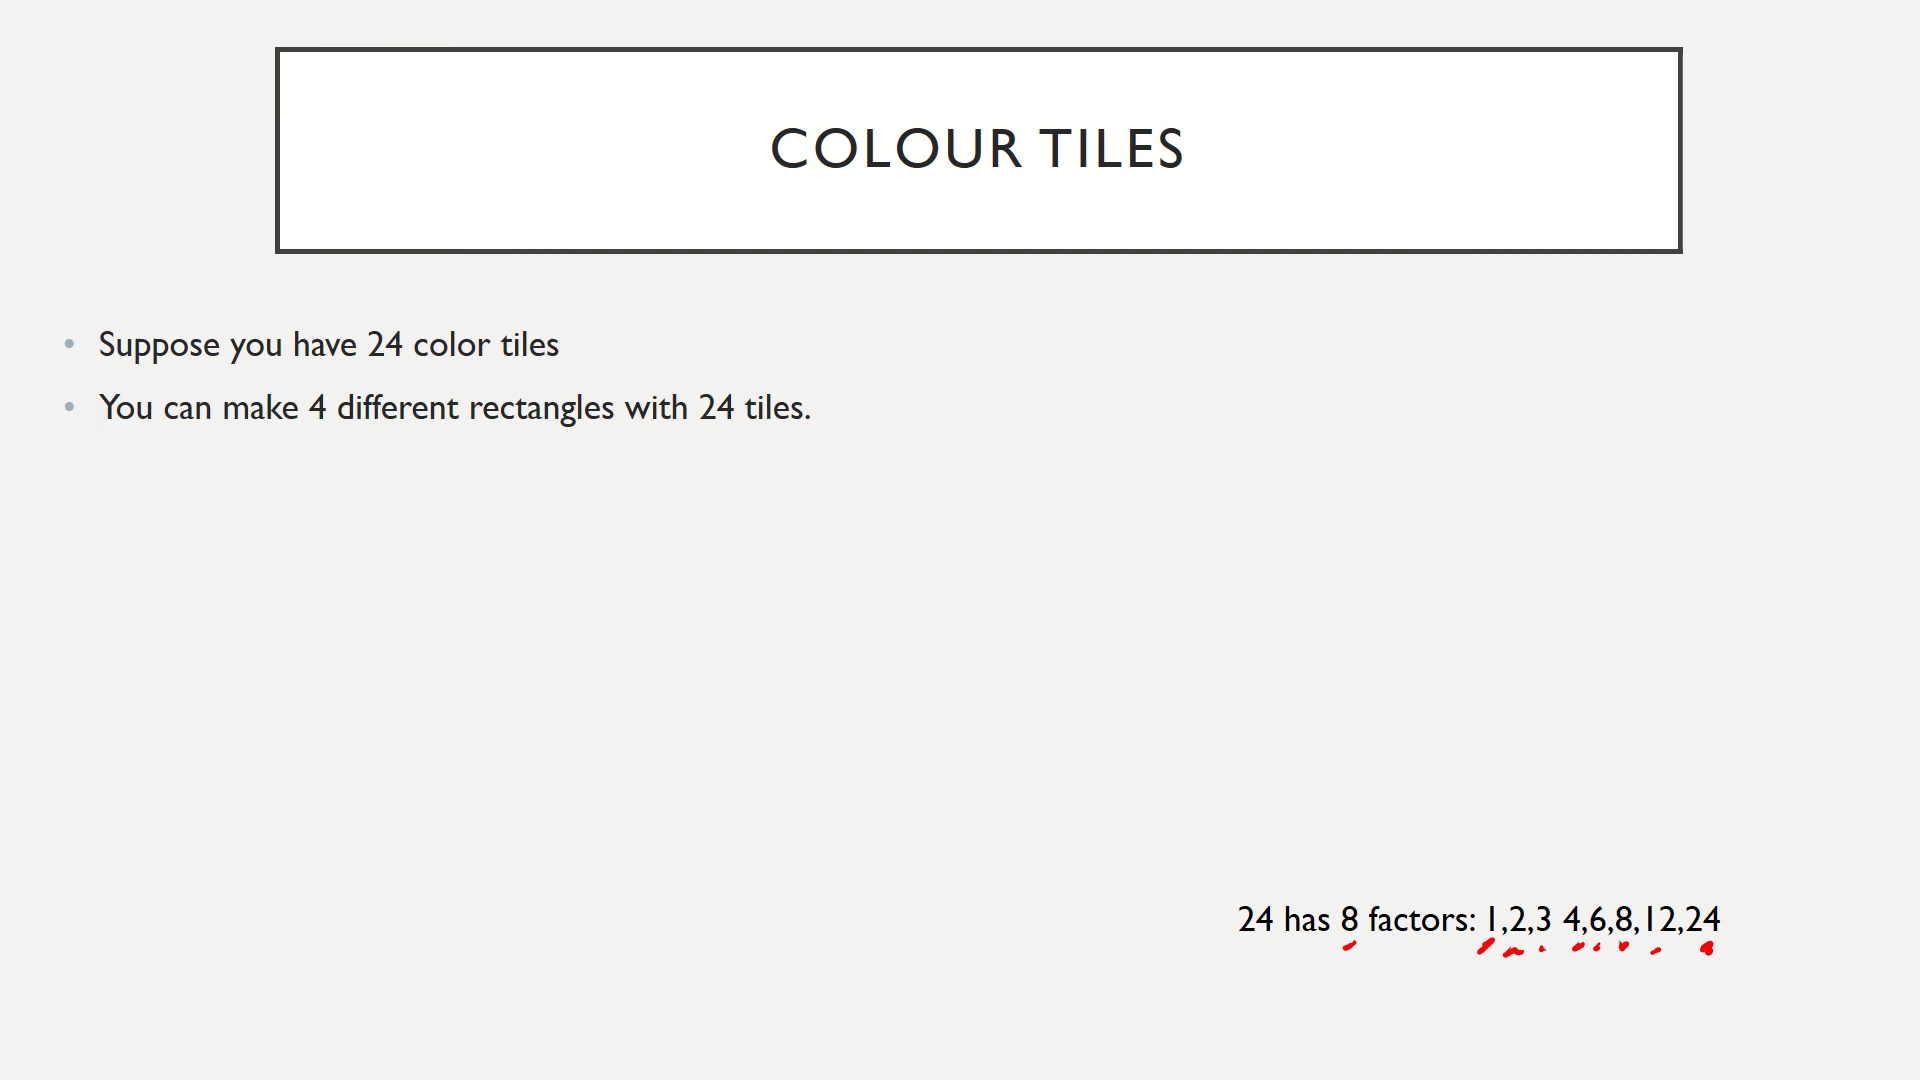 COLOUR TILES
• Suppose you have 24 color tiles
• You can make 4 different rectangles with 24 tiles.
24 has 8 factors: 1,2,3 4,6,8,12,24